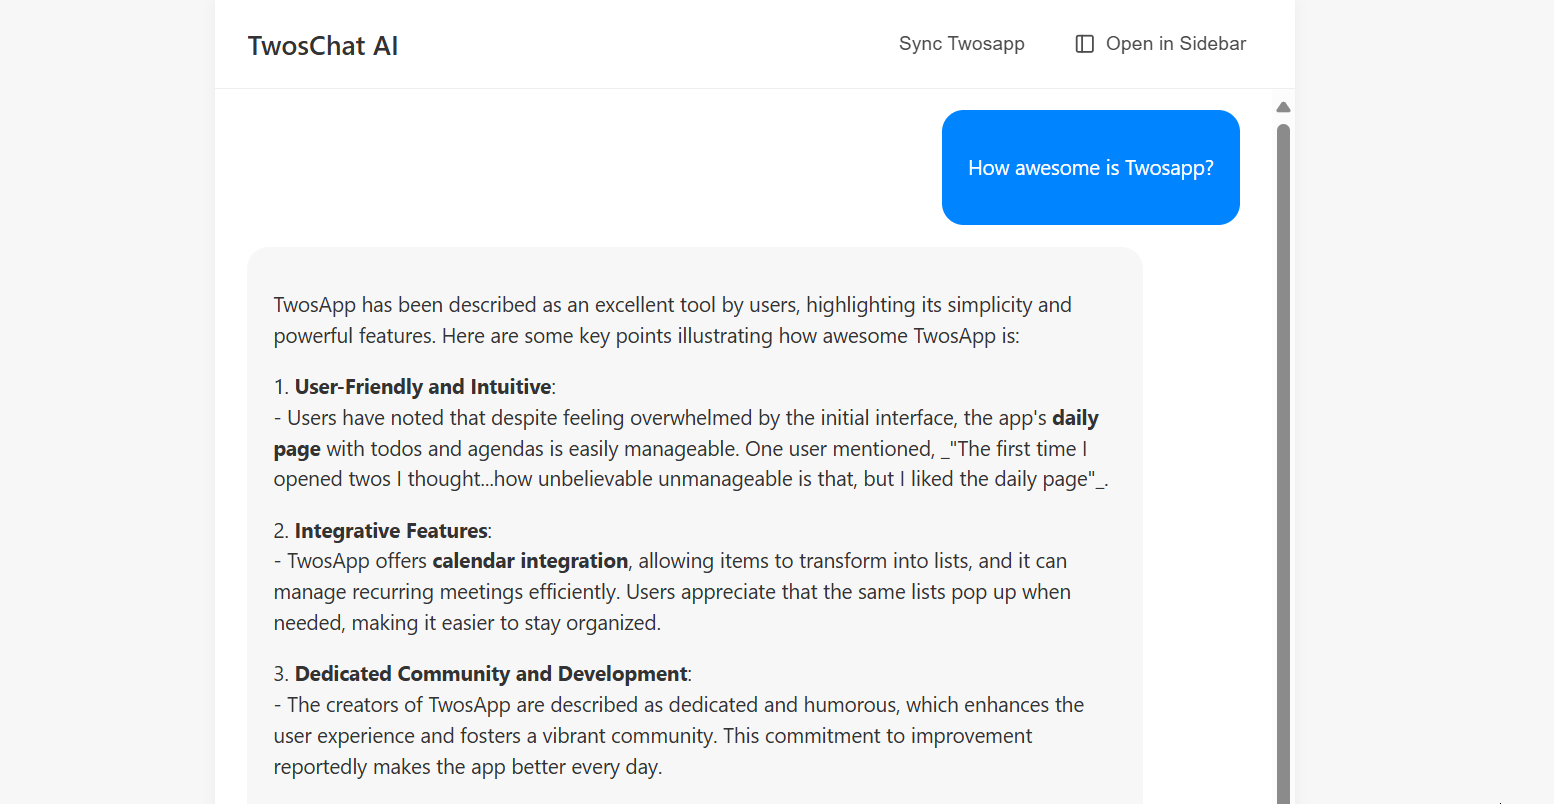 TwosChat AI
Sync Twosapp
Open in Sidebar
How awesome is Twosapp?
TwosApp has been described as an excellent tool by users, highlighting its simplicity and
powerful features. Here are some key points illustrating how awesome TwosApp is:
1. User-Friendly and Intuitive:
- Users have noted that despite feeling overwhelmed by the initial interface, the app's daily
page with todos and agendas is easily manageable. One user mentioned, _"The first time I
opened twos I thought...how unbelievable unmanageable is that, but I liked the daily page"_.
2. Integrative Features:
- TwosApp offers calendar integration, allowing items to transform into lists, and it can
manage recurring meetings efficiently. Users appreciate that the same lists pop up when
needed, making it easier to stay organized.
3. Dedicated Community and Development:
- The creators of TwosApp are described as dedicated and humorous, which enhances the
user experience and fosters a vibrant community. This commitment to improvement
reportedly makes the app better every day.